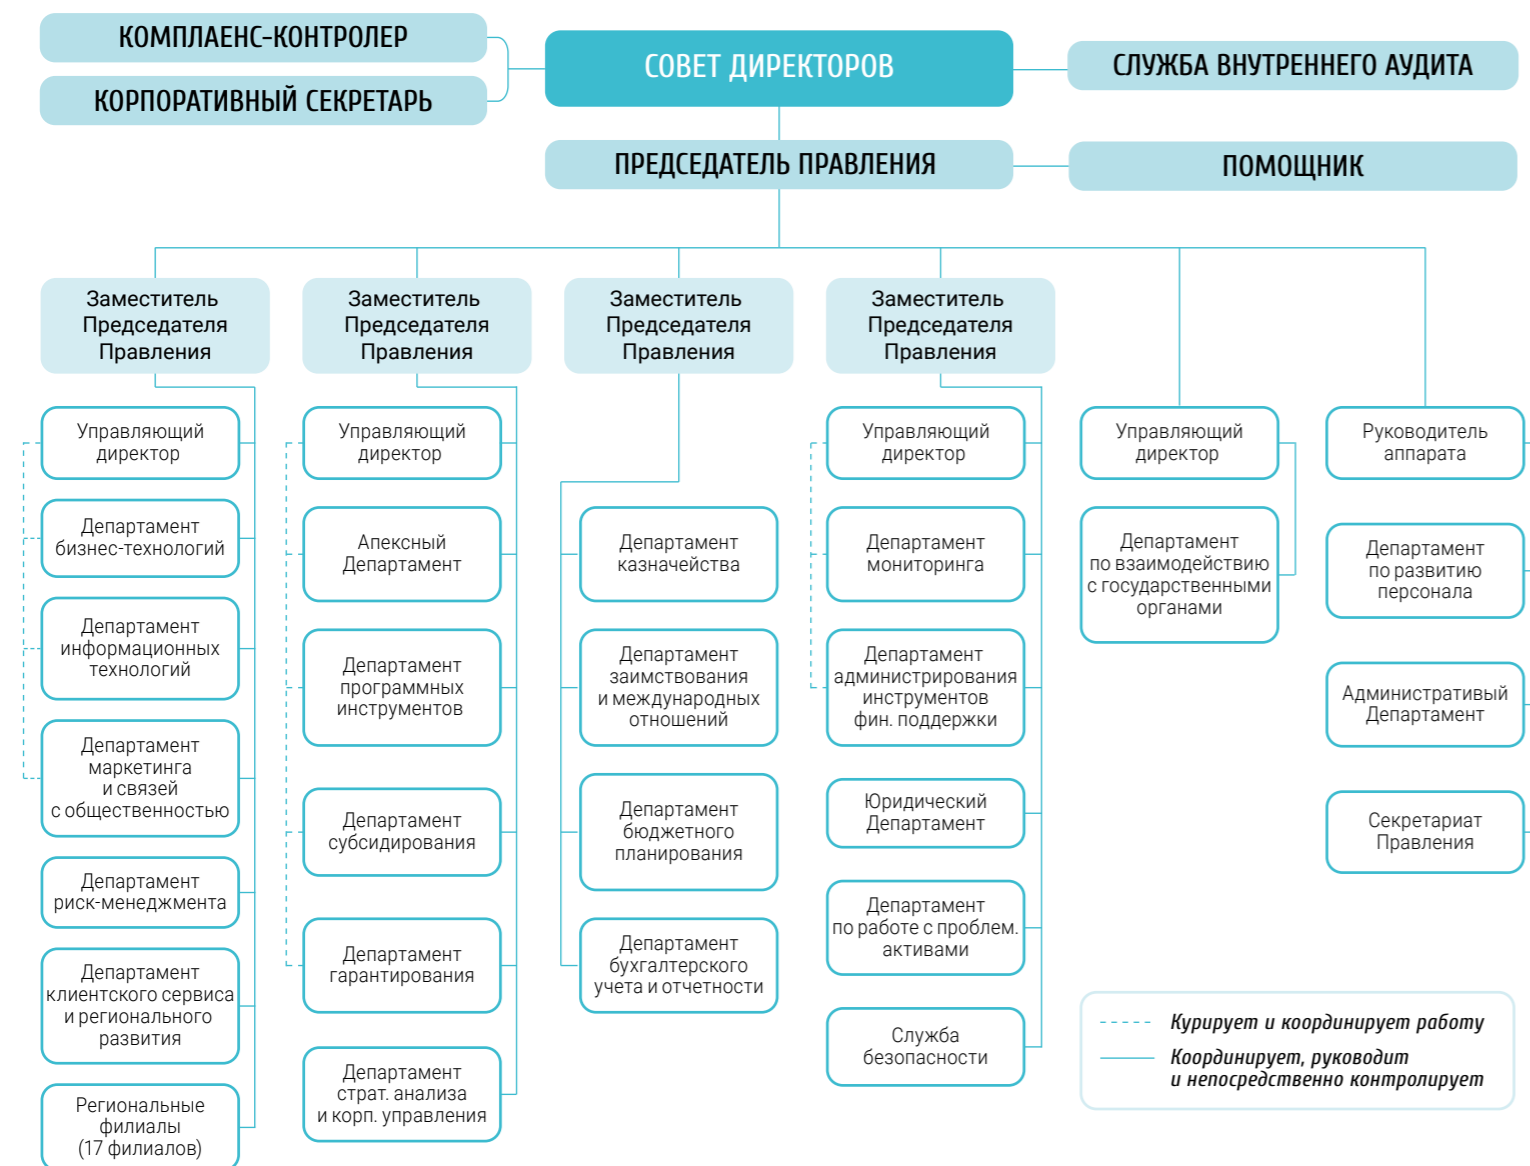 КОМПЛАЕНС-КОНТРОЛЕР
КОРПОРАТИВНЫЙ СЕКРЕТАРЬ
СОВЕТ ДИРЕКТОРОВ
СЛУЖБА ВНУТРЕННЕГО АУДИТА
ПРЕДСЕДАТЕЛЬ ПРАВЛЕНИЯ
ПОМОЩНИК
Заместитель
Председателя
Правления
Управляющий
директор
Департамент
бизнес-технологий
Департамент
информационных
технологий
Департамент
маркетинга
и связей
с общественностью
Департамент
риск-менеджмента
Департамент
клиентского сервиса
и регионального
развития
Региональные
филиалы
(17 филиалов)
Заместитель
Председателя
Правления
Управляющий
директор
Апексный
Департамент
Департамент
программных
инструментов
Департамент
субсидирования
Департамент
гарантирования
Департамент
страт. анализа
и корп. управления
Заместитель
Председателя
Правления
Департамент
казначейства
Департамент
заимствования
и международных
отношений
Департамент
бюджетного
планирования
Департамент
бухгалтерского
учета и отчетности
Заместитель
Председателя
Правления
Управляющий
директор
Департамент
мониторинга
Департамент
администрирования
инструментов
фин. поддержки
Юридический
Департамент
Департамент
по работе с проблем.
активами
Служба
безопасности
Управляющий
директор
Департамент
по взаимодействию
с государственными
органами
Руководитель
аппарата
Департамент
по развитию
персонала
Административый
Департамент
Секретариат
Правления
Курирует и координирует работу
Координирует, руководит
и непосредственно контролирует